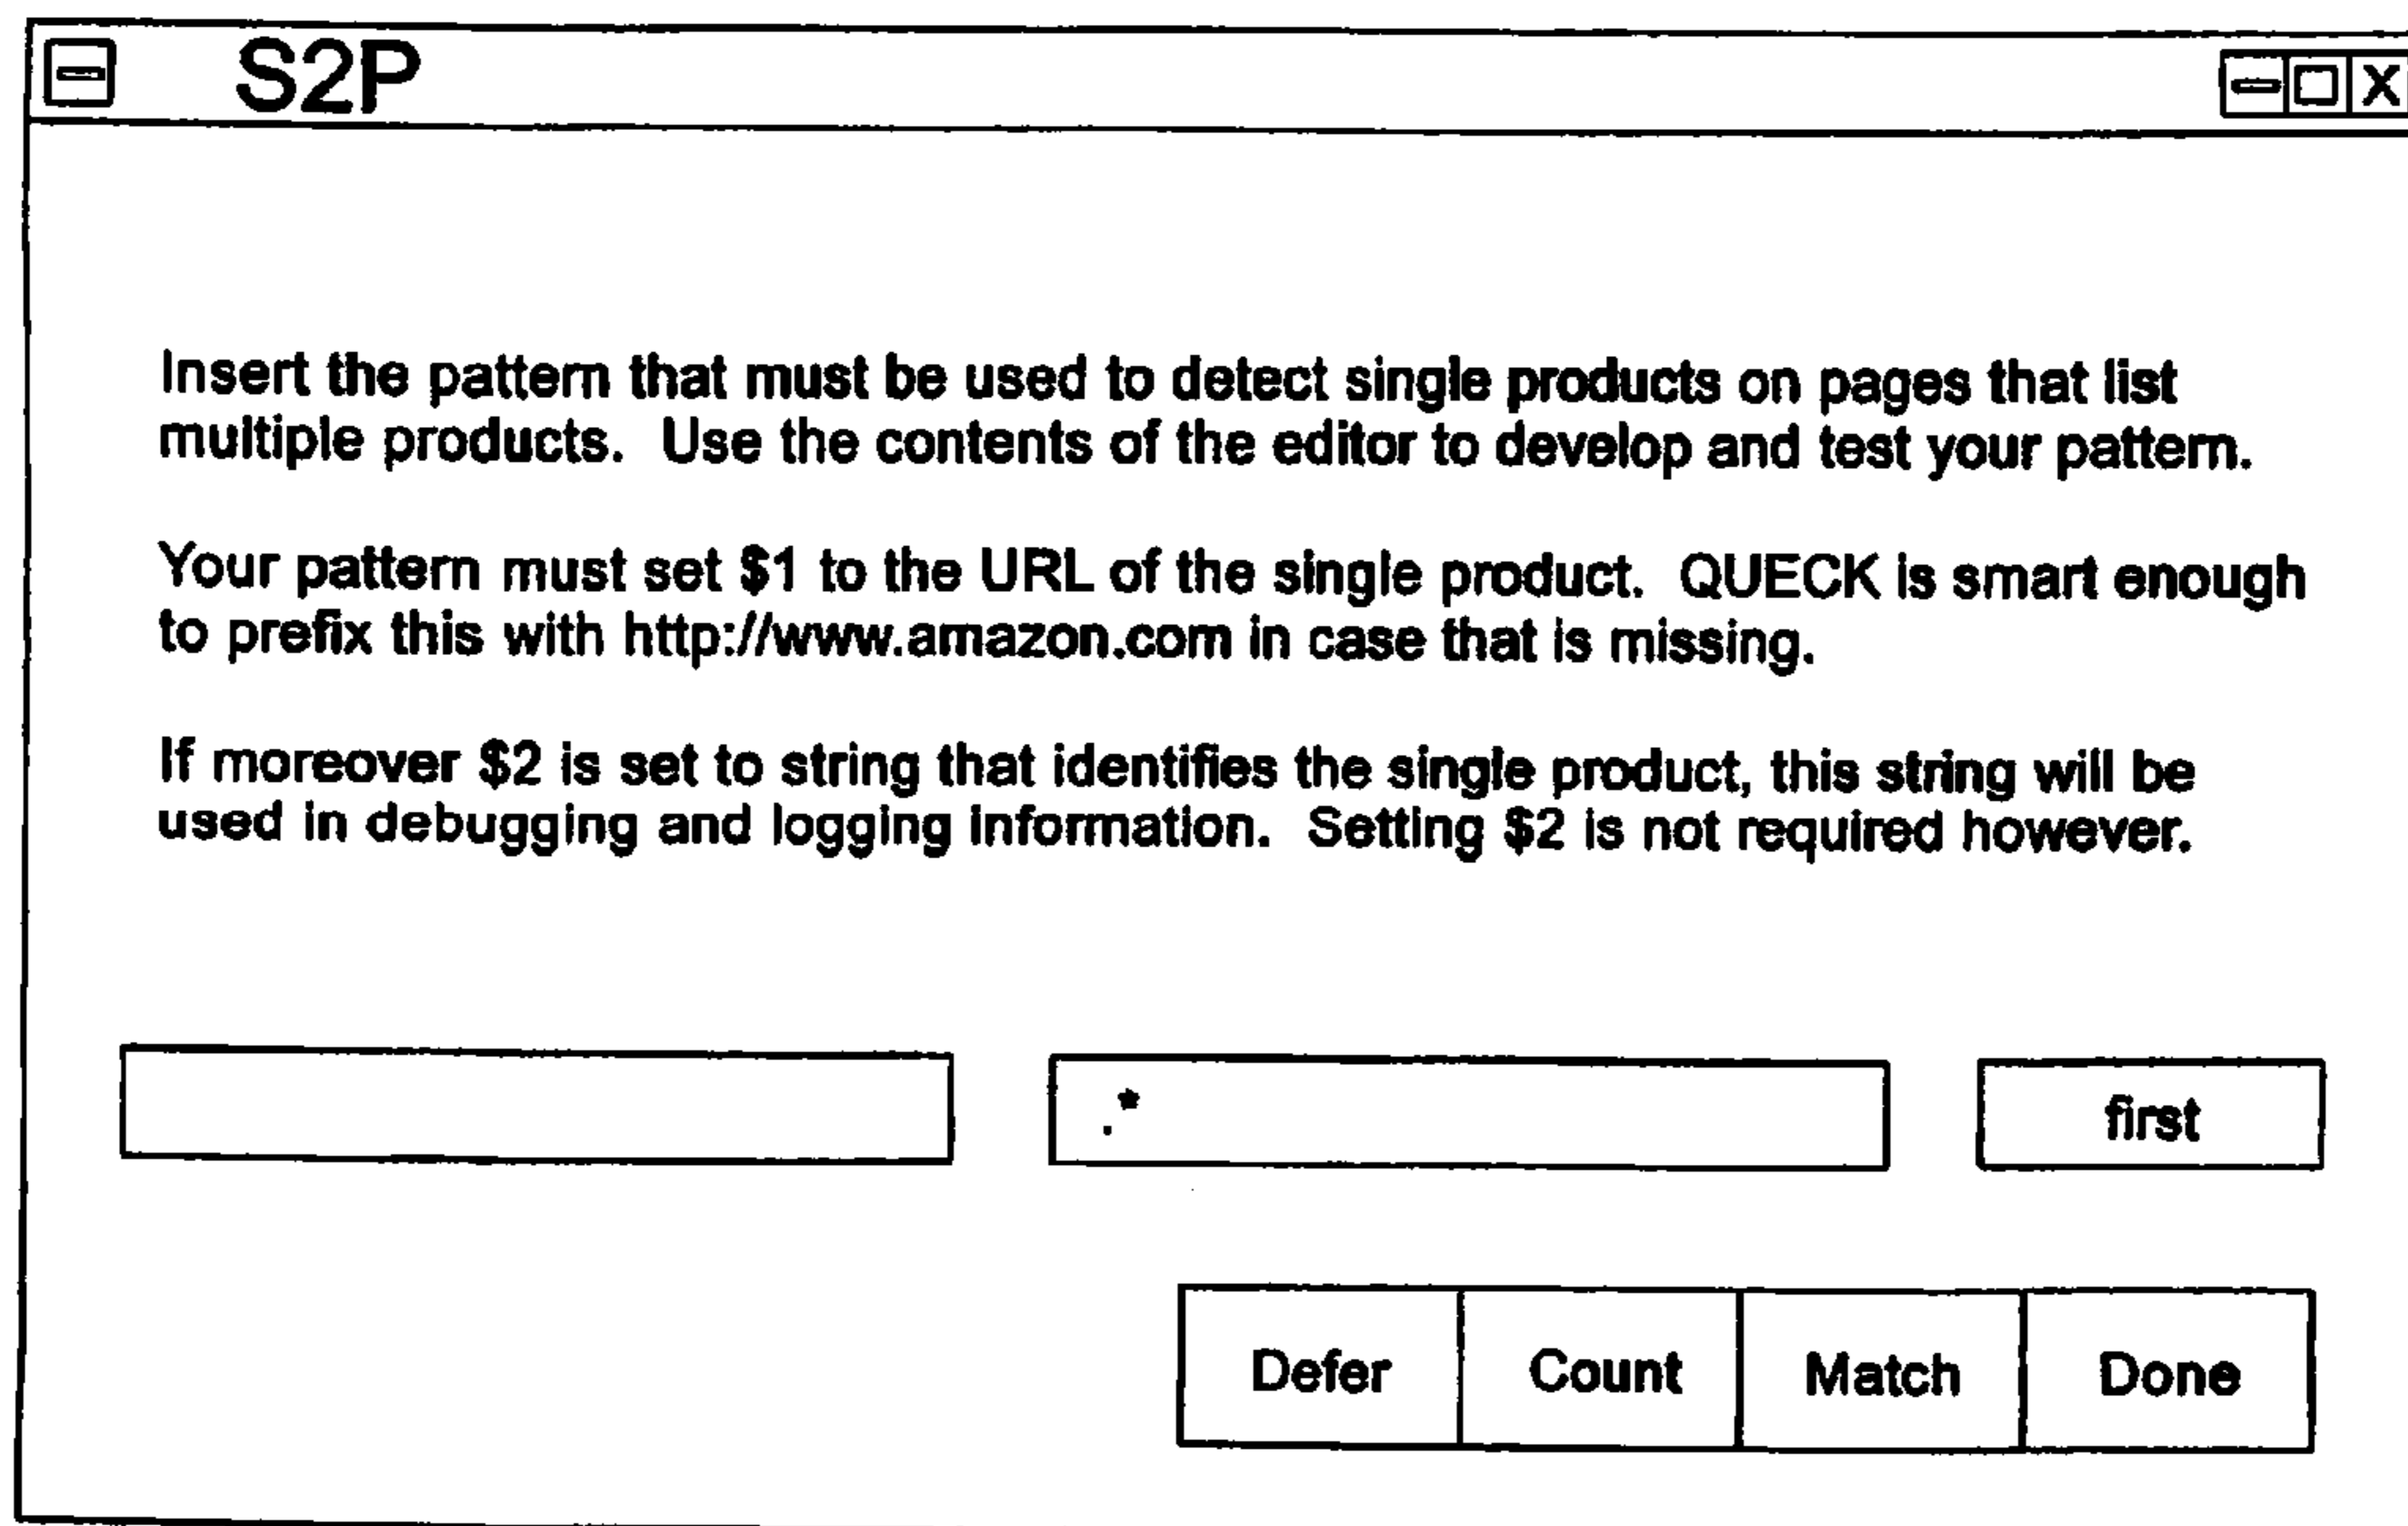 S2P
Insert the pattern that must be used to detect single products on pages that list
multiple products. Use the contents of the editor to develop and test your pattern.
Your pattern must set $1 to the URL of the single product. QUECK is smart enough
to prefix this with http://www.amazon.com in case that is missing.
If moreover $2 is set to string that identifies the single product, this string will be
used in debugging and logging information. Setting $2 is not required however.
.* first
Defer Count Match Done